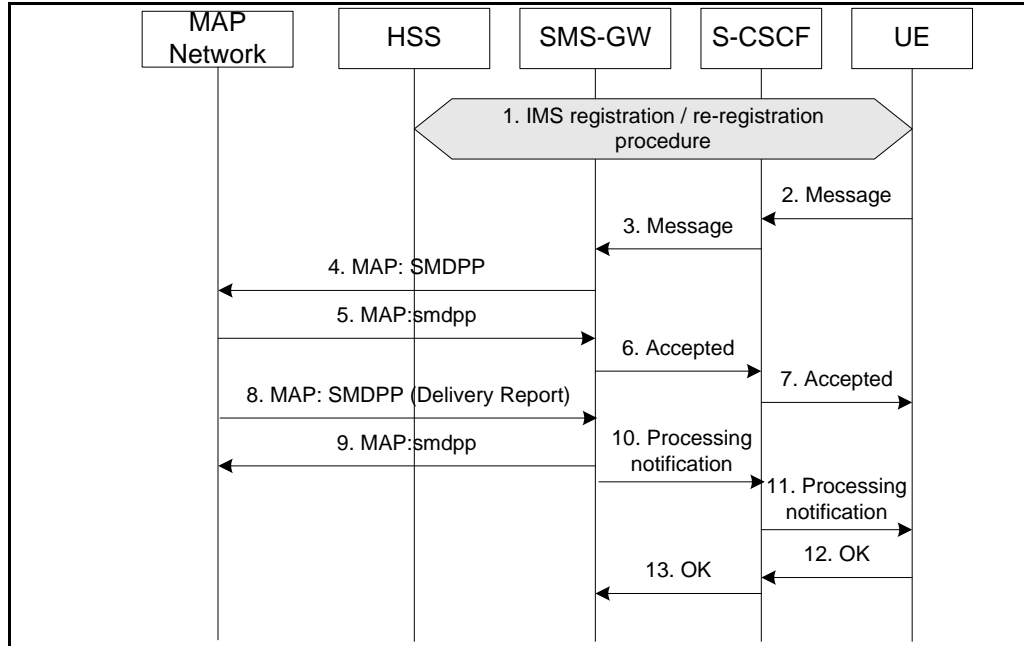 MAP
Network
HSS
SMS-GW
S-CSCF
UE
1. IMS registration / re-registration
procedure
2. Message
3. Message
4. MAP: SMDPP
5. MAP:smdpp
6. Accepted
7. Accepted
8. MAP: SMDPP (Delivery Report)
9. MAP:smdpp
10. Processing
notification
11. Processing
notification
12. OK
13. OK